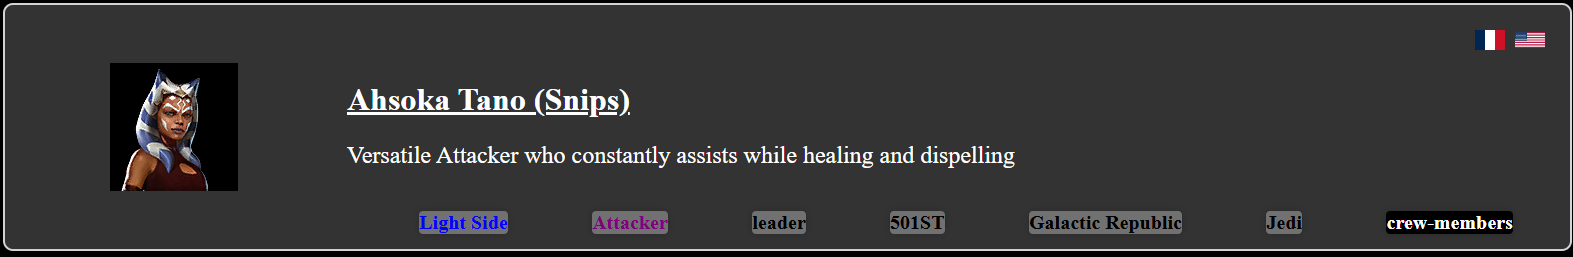 Ahsoka Tano (Snips)
Versatile Attacker who constantly assists while healing and dispelling
Light Side Attacker leader 501ST Galactic Republic Jedi crew-members